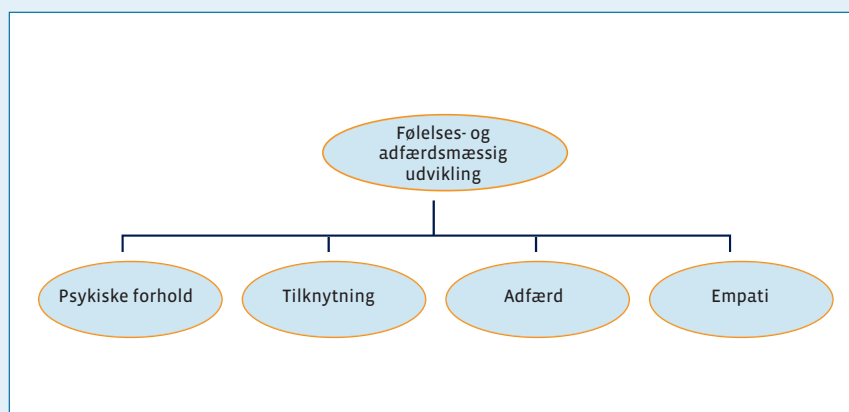 Følelses- og
adfærdsmæssig
udvikling
Psykiske forhold
Tilknytning
Adfærd
Empati